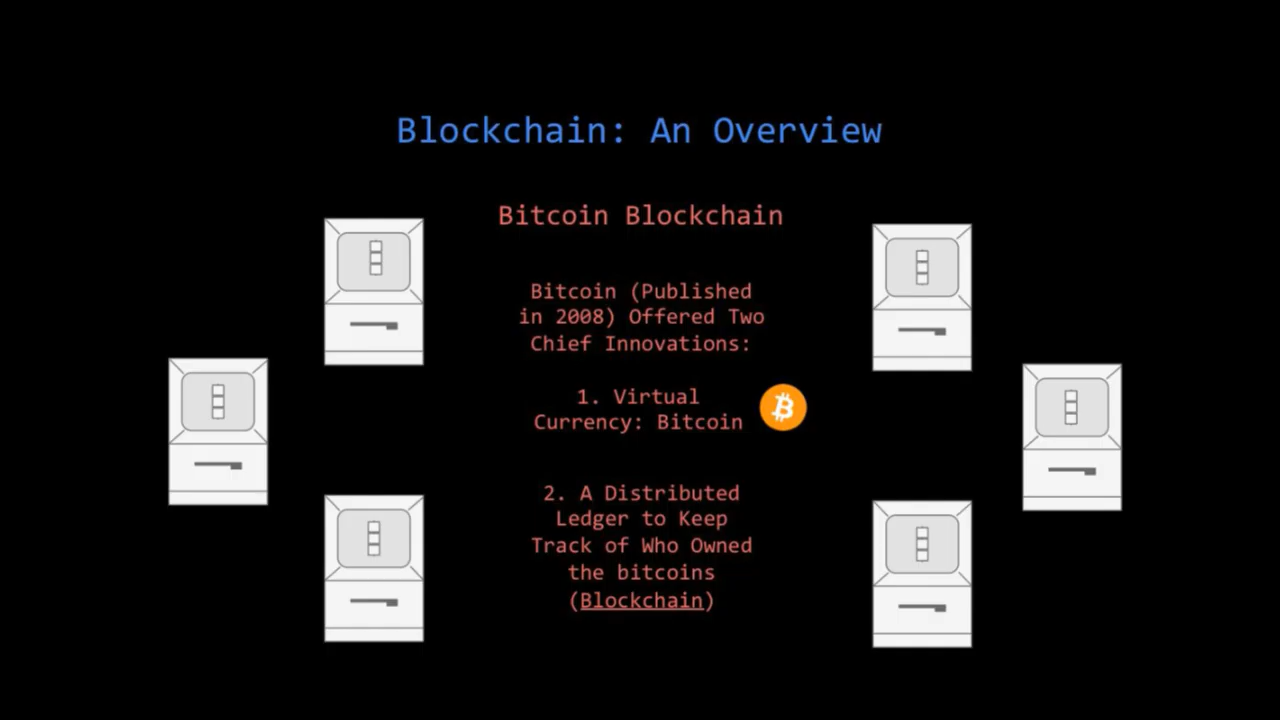 Blockchain: An Overview
Bitcoin Blockchain
Bitcoin (Published
in 2008) Offered Two
Chief Innovations:
1. Virtual
Currency: Bitcoin
2. A Distributed
Ledger to Keep
Track of Who Owned
the bitcoins
(Blockchain)